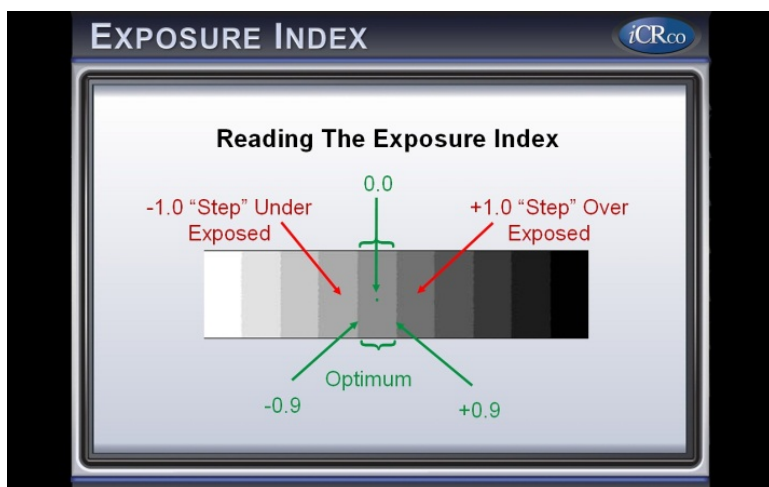 EXPOSURE INDEX
iCRco
Reading The Exposure Index
0.0
-1.0 “Step” Under
Exposed
+1.0 “Step” Over
Exposed
Optimum
-0.9
+0.9